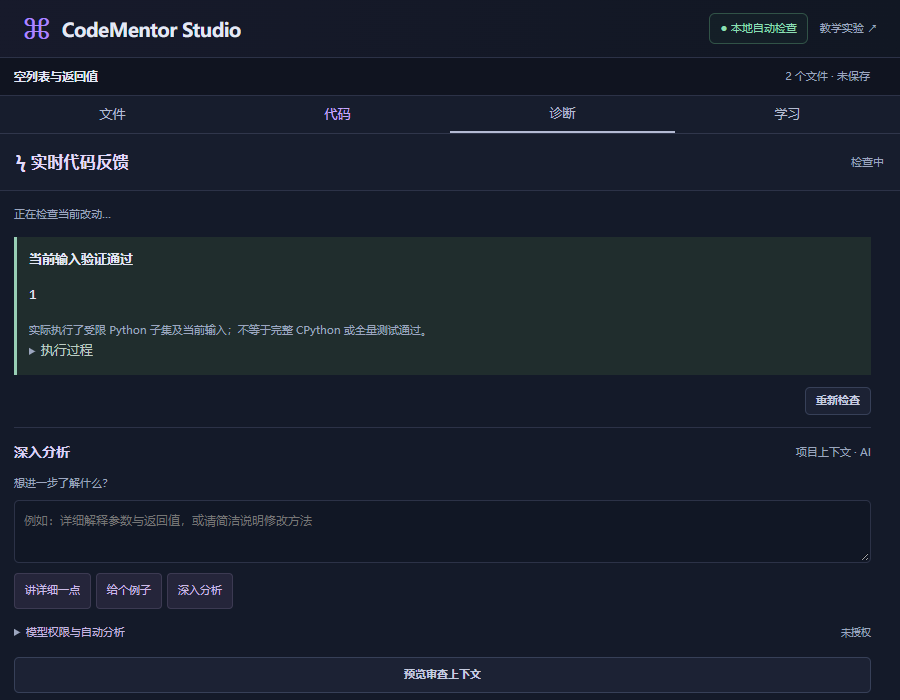 ⌘ CodeMentor Studio
● 本地自动检查 教学实验 ↗
空列表与返回值 2 个文件 · 未保存
文件 代码 诊断 学习
ϟ 实时代码反馈 检查中
正在检查当前改动...
当前输入验证通过
1
实际执行了受限 Python 子集及当前输入；不等于完整 CPython 或全量测试通过。
▸ 执行过程
重新检查
深入分析 项目上下文 · AI
想进一步了解什么？
例如：详细解释参数与返回值，或请简洁说明修改方法
讲详细一点 给个例子 深入分析
▸ 模型权限与自动分析 未授权
预览审查上下文